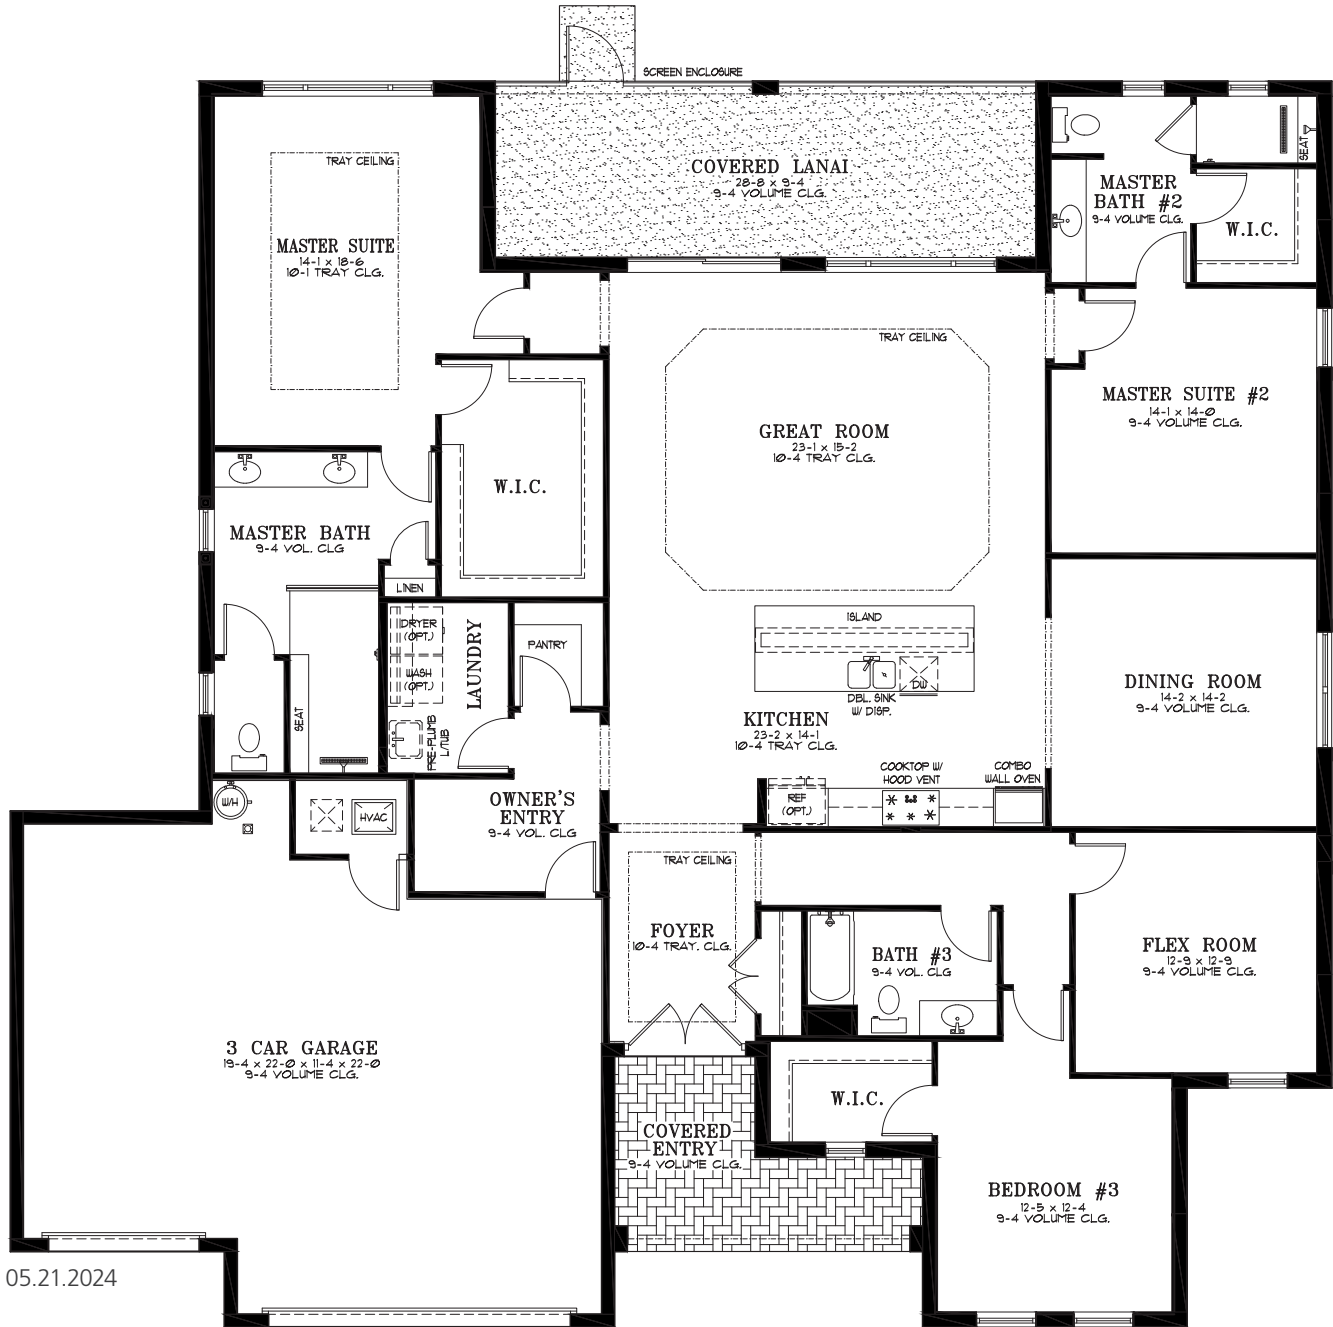 SCREEN ENCLOSURE
COVERED LANAI
28-8 x 9-4
9-4 VOLUME CLG.
TRAY CEILING
MASTER SUITE
14-1 x 18-6
10-1 TRAY CLG.
MASTER
BATH #2
9-4 VOLUME CLG.
SEAT
W.I.C.
TRAY CEILING
GREAT ROOM
23-1 x 15-2
10-4 TRAY CLG.
MASTER SUITE #2
14-1 x 14-0
9-4 VOLUME CLG.
W.I.C.
MASTER BATH
9-4 VOL. CLG
LINEN
DRYER
(OPT.)
WASH
(OPT.)
LAUNDRY
PRE-PLUMB
L/TUB
PANTRY
SEAT
ISLAND
DBL. SINK
W/ DISP.
DW
KITCHEN
23-2 x 14-1
10-4 TRAY CLG.
DINING ROOM
14-2 x 14-2
9-4 VOLUME CLG.
COOKTOP W/
HOOD VENT
COMBO
WALL OVEN
REF
(OPT.)
W/H
HVAC
OWNER'S
ENTRY
9-4 VOL. CLG
TRAY CEILING
FOYER
10-4 TRAY. CLG.
BATH #3
9-4 VOL. CLG
FLEX ROOM
12-9 x 12-9
9-4 VOLUME CLG.
3 CAR GARAGE
19-4 x 22-0 x 11-4 x 22-0
9-4 VOLUME CLG.
W.I.C.
COVERED
ENTRY
9-4 VOLUME CLG.
BEDROOM #3
12-5 x 12-4
9-4 VOLUME CLG.
05.21.2024